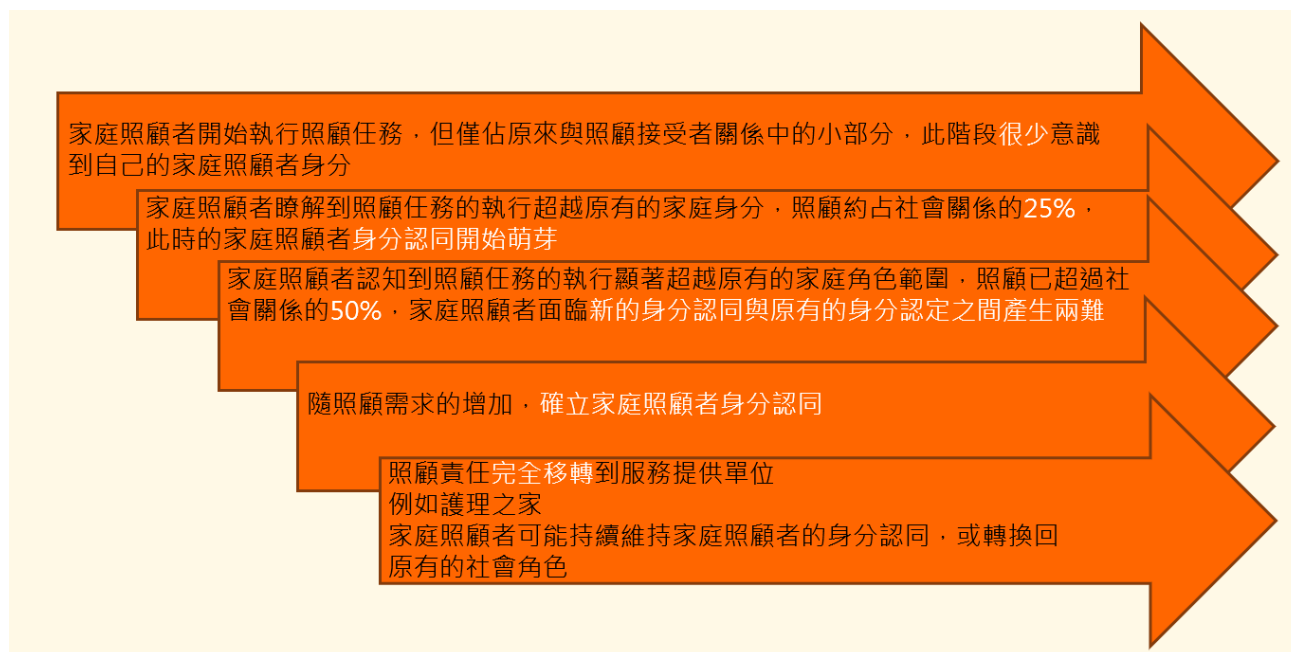 家庭照顧者開始執行照顧任務，但僅佔原來與照顧接受者關係中的小部分，此階段很少意識
到自己的家庭照顧者身分
家庭照顧者瞭解到照顧任務的執行超越原有的家庭身分，照顧約占社會關係的25%，
此時的家庭照顧者身分認同開始萌芽
家庭照顧者認知到照顧任務的執行顯著超越原有的家庭角色範圍，照顧已超過社
會關係的50%，家庭照顧者面臨新的身分認同與原有的身分認定之間產生兩難
隨照顧需求的增加，確立家庭照顧者身分認同
照顧責任完全移轉到服務提供單位
例如護理之家
家庭照顧者可能持續維持家庭照顧者的身分認同，或轉換回
原有的社會角色